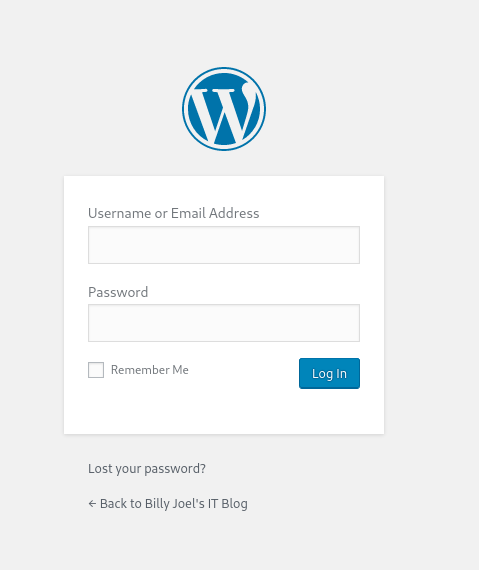 Username or Email Address
Password
Remember Me
Log In
Lost your password?
← Back to Billy Joel's IT Blog